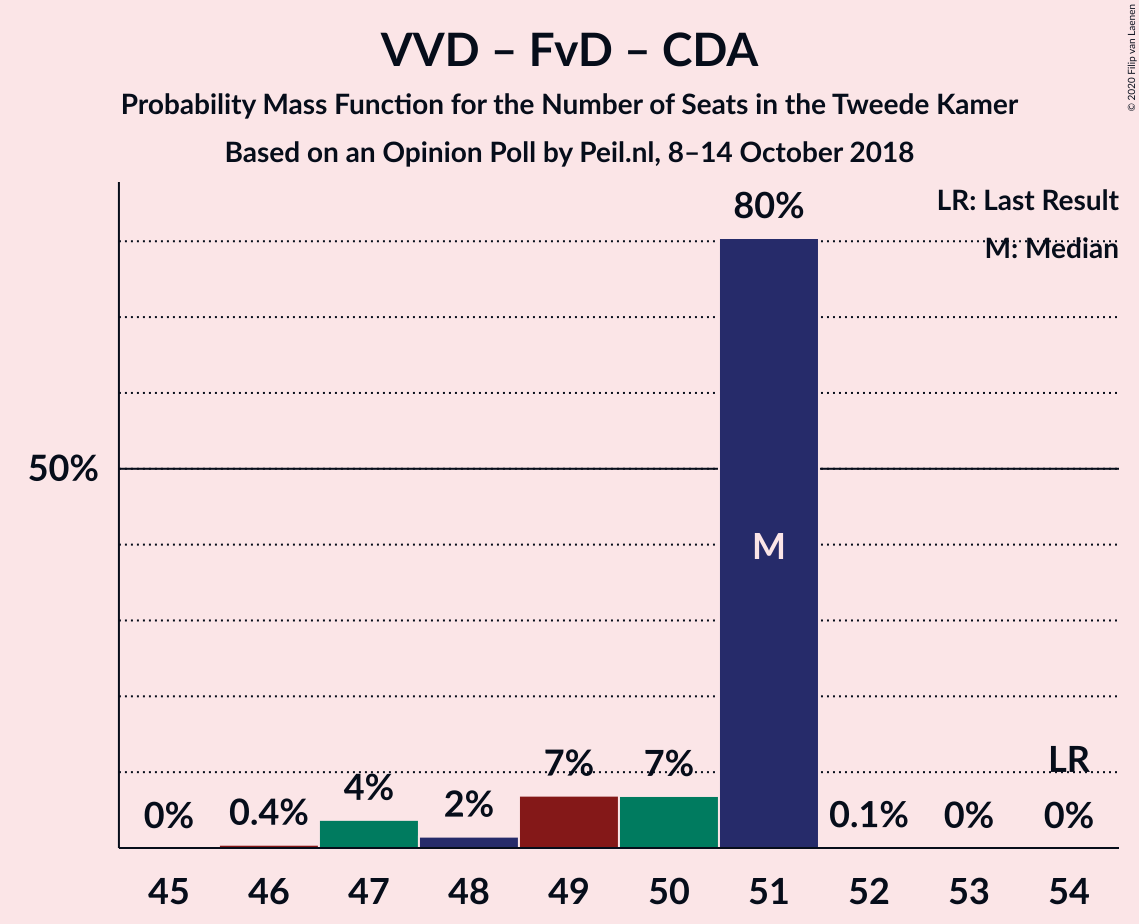 VVD – FvD – CDA
Probability Mass Function for the Number of Seats in the Tweede Kamer
Based on an Opinion Poll by Peil.nl, 8–14 October 2018
© 2020 Filip van Laenen
LR: Last Result
M: Median
80%
50%
M
0%
0.4%
4%
2%
7%
7%
0.1%
0%
LR
0%
45 46 47 48 49 50 51 52 53 54